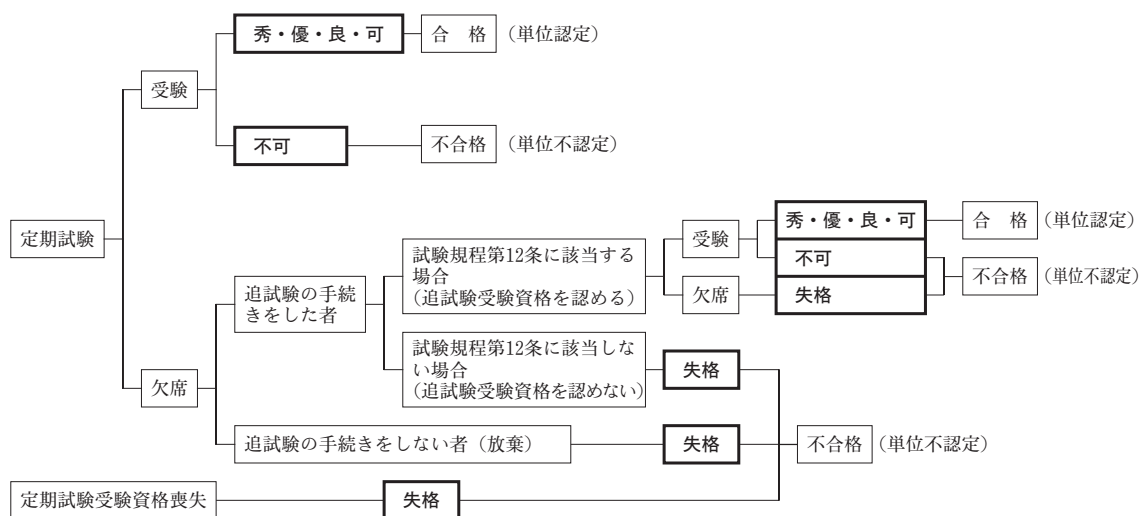 秀・優・良・可
合　格
（単位認定）
受験
不可
不合格
（単位不認定）
定期試験
欠席
追試験の手続
きをした者
試験規程第12条に該当する
場合
（追試験受験資格を認める）
受験
秀・優・良・可
合　格
（単位認定）
不可
不合格
（単位不認定）
欠席
失格
試験規程第12条に該当しな
い場合
（追試験受験資格を認めない）
失格
追試験の手続きをしない者（放棄）
失格
不合格
（単位不認定）
定期試験受験資格喪失
失格